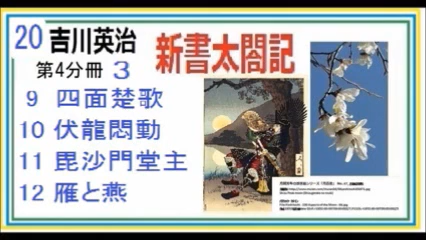 20 吉川英治
新書太閤記
第4分冊 3
9 四面楚歌
10 伏龍悶動
11 毘沙門堂主
12 雁と燕